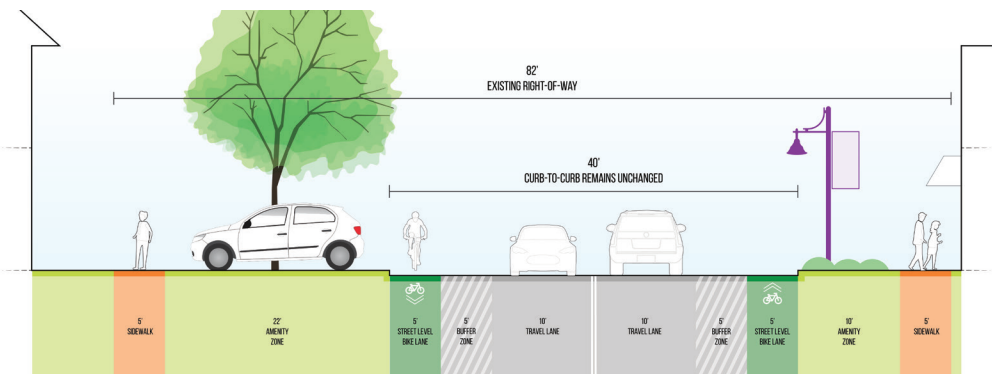 82'
EXISTING RIGHT-OF-WAY
40'
CURB-TO-CURB REMAINS UNCHANGED
5'
SIDEWALK
22'
AMENITY
ZONE
5'
STREET LEVEL
BIKE LANE
5'
BUFFER
ZONE
10'
TRAVEL LANE
10'
TRAVEL LANE
5'
BUFFER
ZONE
5'
STREET LEVEL
BIKE LANE
10'
AMENITY
ZONE
5'
SIDEWALK